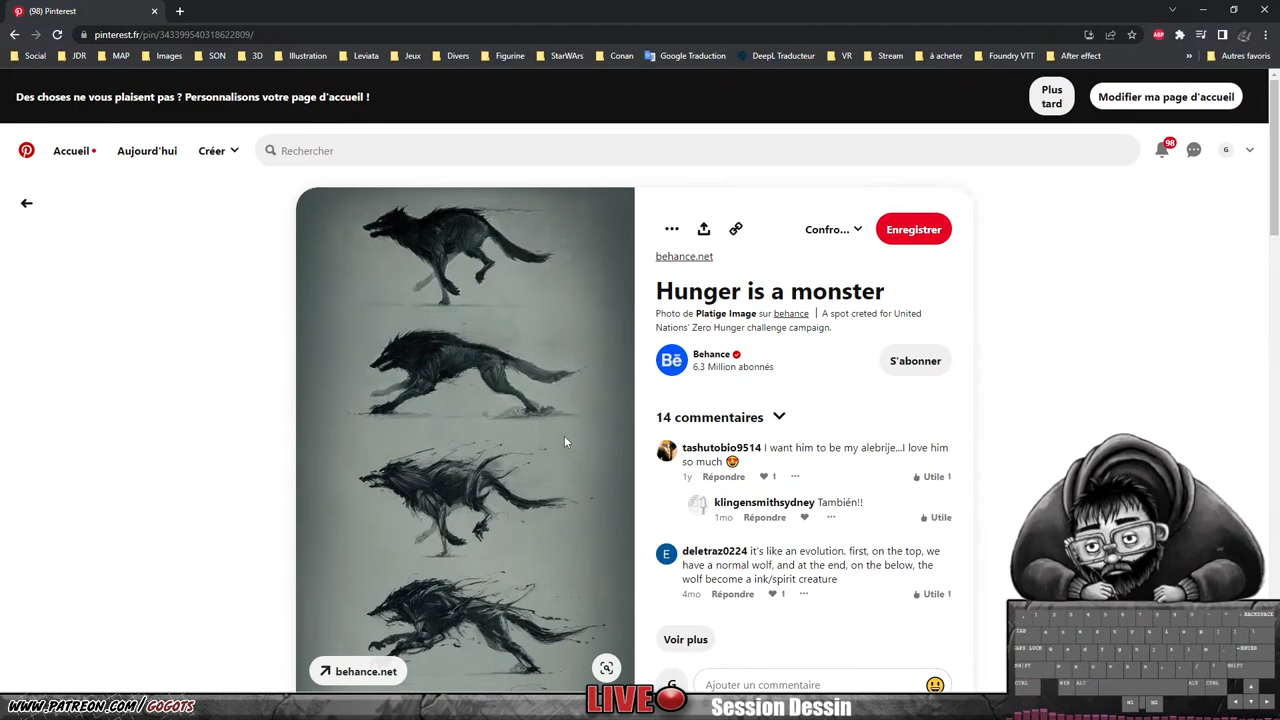 (98) Pinterest
pinterest.fr/pin/343399540318622809/
Social JDR MAP Images SON 3D Illustration Leviata Jeux Divers Figurine StarWArs Conan Google Traduction DeepL Traducteur VR Stream à acheter Foundry VTT After effect » Autres favoris
Des choses ne vous plaisent pas ? Personnalisons votre page d'accueil !
Plus tard
Modifier ma page d'accueil
Accueil Aujourd'hui Créer Rechercher 98 G
Confro... Enregistrer
behance.net
Hunger is a monster
Photo de Platige Image sur behance | A spot creted for United
Nations' Zero Hunger challenge campaign.
Bē Behance
6.3 Million abonnés
S'abonner
14 commentaires
tashutobio9514 I want him to be my alebrije...I love him
so much 🤩
1y Répondre 1 ... Utile 1
klingensmithsydney También!!
1mo Répondre ... Utile
E deletraz0224 it's like an evolution. first, on the top, we
have a normal wolf, and at the end, on the below, the
wolf become a ink/spirit creature
4mo Répondre 1 ... Utile 1
Voir plus
behance.net
Ajouter un commentaire
WWW.PATREON.COM/GOGOTS
LIVE
Session Dessin